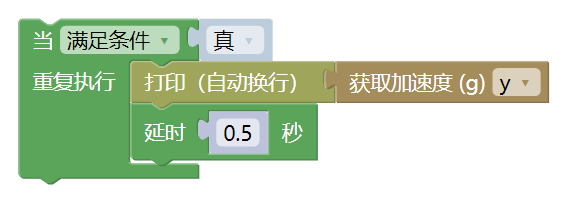 当 满足条件 真
重复执行 打印（自动换行） 获取加速度 (g) y
延时 0.5 秒